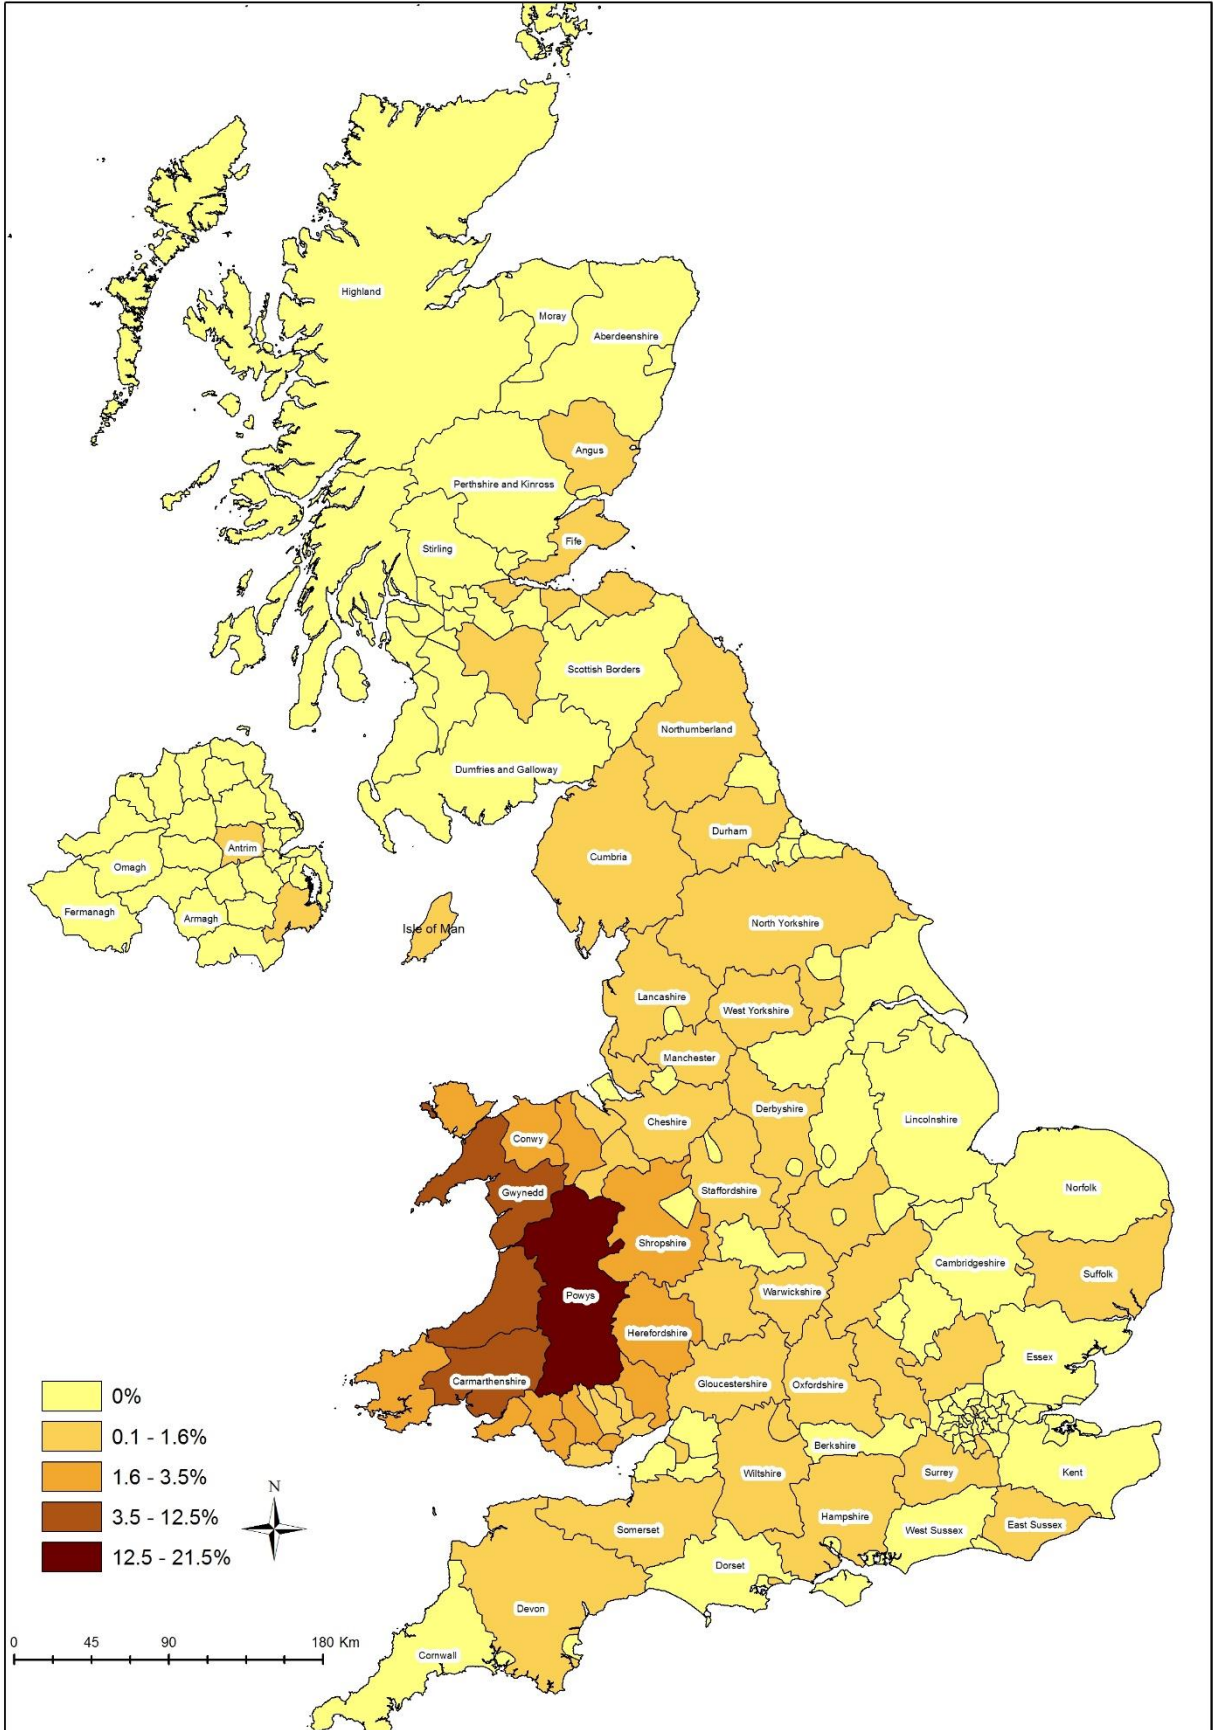 Highland
Moray
Aberdeenshire
Angus
Perthshire and Kinross
Fife
Stirling
Scottish Borders
Northumberland
Dumfries and Galloway
Durham
Antrim
Cumbria
Omagh
Fermanagh
Armagh
North Yorkshire
Isle of Man
Lancashire
West Yorkshire
Manchester
Derbyshire
Cheshire
Lincolnshire
Conwy
Norfolk
Gwynedd
Staffordshire
Shropshire
Cambridgeshire
Suffolk
Powys
Warwickshire
Herefordshire
Essex
Carmarthenshire
Gloucestershire
Oxfordshire
Berkshire
Wiltshire
Surrey
Kent
Hampshire
East Sussex
Somerset
West Sussex
Dorset
Devon
Cornwall
0%
0.1 - 1.6%
1.6 - 3.5%
3.5 - 12.5%
12.5 - 21.5%
N
0 45 90 180 Km